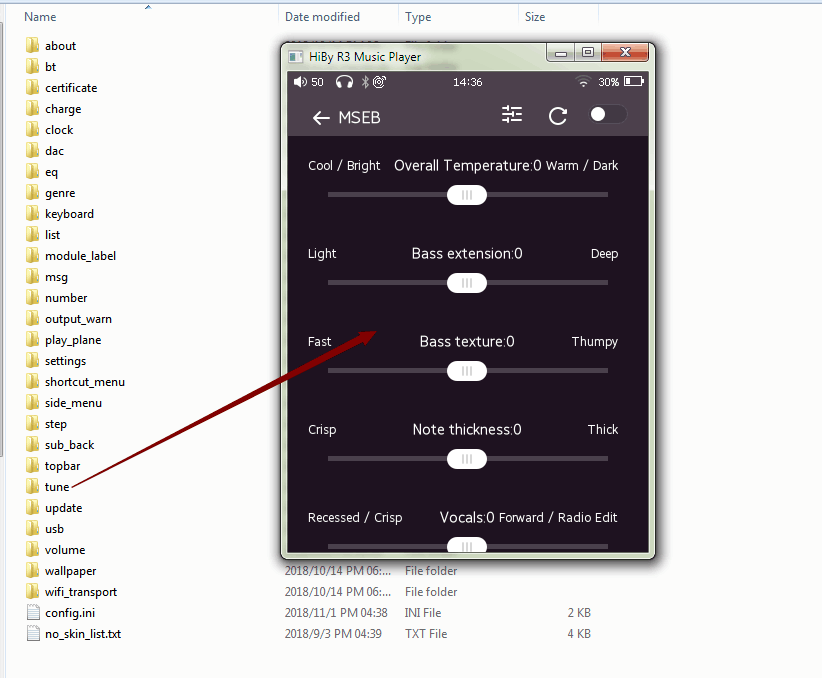 Name Date modified Type Size
about
bt
certificate
charge
clock
dac
eq
genre
keyboard
list
module_label
msg
number
output_warn
play_plane
settings
shortcut_menu
side_menu
step
sub_back
topbar
tune
update
usb
volume
wallpaper 2018/10/14 PM 06:... File folder
wifi_transport 2018/10/14 PM 06:... File folder
config.ini 2018/11/1 PM 04:38 INI File 2 KB
no_skin_list.txt 2018/9/3 PM 04:39 TXT File 4 KB
HiBy R3 Music Player
50 14:36 30%
MSEB
Cool / Bright Overall Temperature:0 Warm / Dark
Light Bass extension:0 Deep
Fast Bass texture:0 Thumpy
Crisp Note thickness:0 Thick
Recessed / Crisp Vocals:0 Forward / Radio Edit